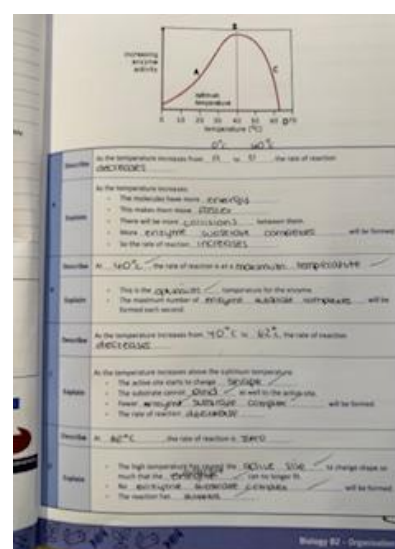 B
increasing
enzyme
activity
A
C
optimum
temperature
0 10 20 30 40 50 60 70
temperature (°C)
0°C 40°C
Describe
As the temperature increases from to the rate of reaction
decreases
As the temperature increases:
The molecules have more energy
This makes them move faster
There will be more collisions between them.
Explain
More enzyme substrate complexes will be formed
So the rate of reaction increases
Describe At 40°C the rate of reaction is at a maximum temperature
This is the optimum temperature for the enzyme.
Explain The maximum number of enzyme substrate complexes will be
formed each second.
Describe As the temperature increases from 40°C to 62°C, the rate of reaction
decreases
As the temperature increases above the optimum temperature:
The active site starts to change shape
Explain The substrate cannot bind as well to the active site.
Fewer enzyme substrate complex will be formed.
The rate of reaction decrease
Describe At 62°C the rate of reaction is zero
The high temperature has caused the active site to change shape so
much that the can no longer fit.
Explain No substrate complex will be formed
The reaction has
Biology B2 - Organisation